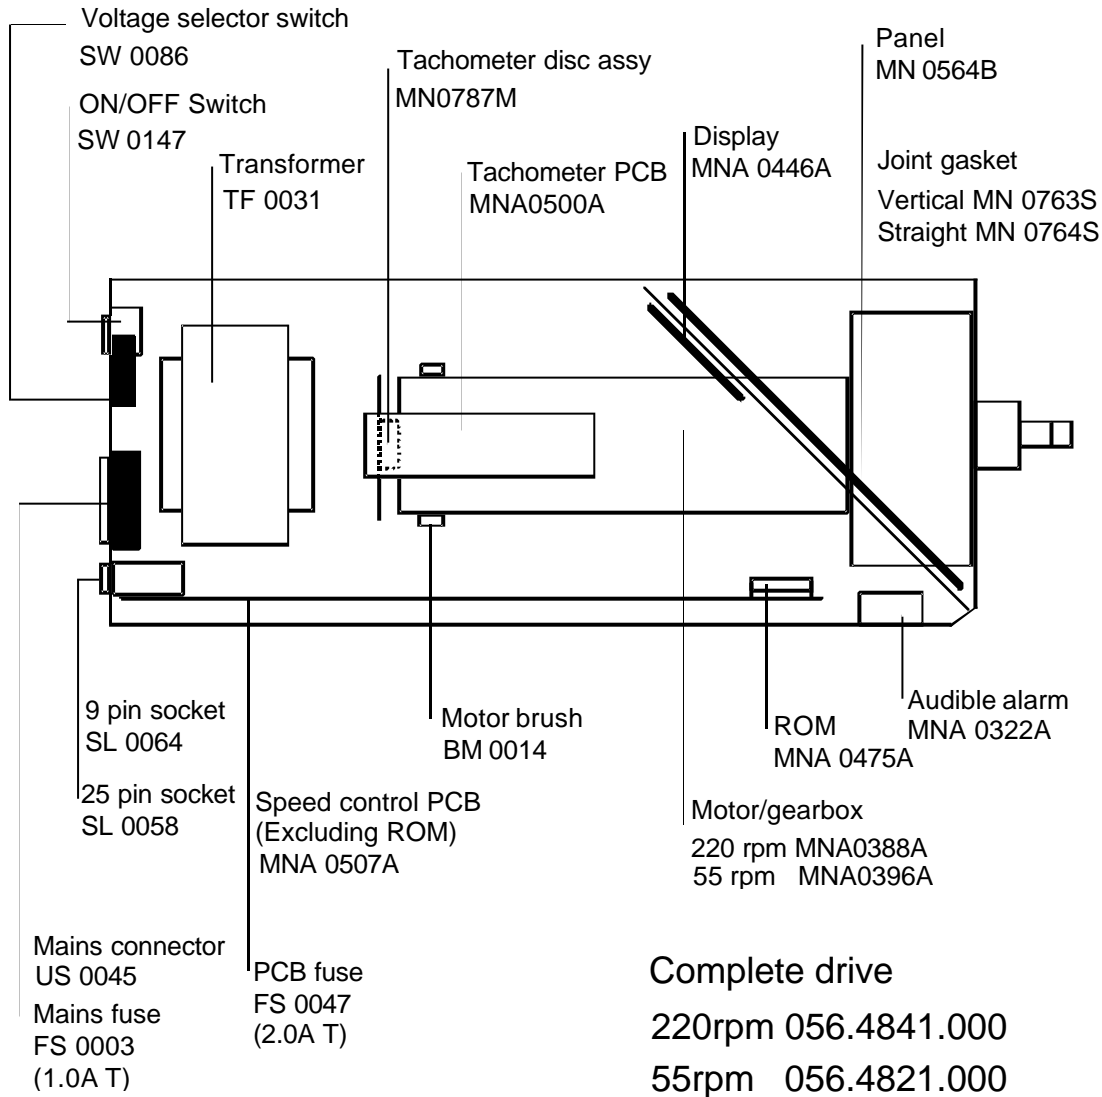 Voltage selector switch
SW 0086
ON/OFF Switch
SW 0147
Transformer
TF 0031
Tachometer disc assy
MN0787M
Tachometer PCB
MNA0500A
Display
MNA 0446A
Panel
MN 0564B
Joint gasket
Vertical MN 0763S
Straight MN 0764S
9 pin socket
SL 0064
25 pin socket
SL 0058
Speed control PCB
(Excluding ROM)
MNA 0507A
Motor brush
BM 0014
ROM
MNA 0475A
Audible alarm
MNA 0322A
Motor/gearbox
220 rpm MNA0388A
55 rpm MNA0396A
Mains connector
US 0045
Mains fuse
FS 0003
(1.0A T)
PCB fuse
FS 0047
(2.0A T)
Complete drive
220rpm 056.4841.000
55rpm 056.4821.000